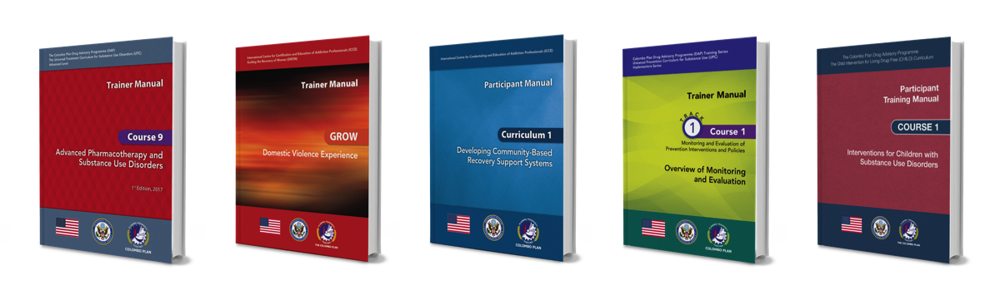 The Colombo Plan Drug Advisory Programme (DAP)
The Universal Treatment Curriculum for Substance Use Disorders (UTC)
Advanced Level
Trainer Manual
Course 9
Advanced Pharmacotherapy and
Substance Use Disorders
1st Edition, 2017
COLOMBO PLAN
International Centre for Certification and Education of Addiction Professionals (ICCE)
Guiding the Recovery of Women (GROW)
Trainer Manual
GROW
Domestic Violence Experience
THE COLOMBO PLAN
International Centre for Credentialing and Education of Addiction Professionals (ICCE)
Participant Manual
Curriculum 1
Developing Community-Based
Recovery Support Systems
COLOMBO PLAN
Colombo Plan Drug Advisory Programme (DAP) Training Series
Universal Prevention Curriculum for Substance Use (UPC)
Implementers Series
Trainer Manual
TRACK
1
Course 1
Monitoring and Evaluation of
Prevention Interventions and Policies
Overview of Monitoring
and Evaluation
COLOMBO PLAN
The Colombo Plan Drug Advisory Programme
The Child Intervention for Living Drug-Free (CHILD) Curriculum
Participant
Training Manual
COURSE 1
Interventions for Children with
Substance Use Disorders
THE COLOMBO PLAN